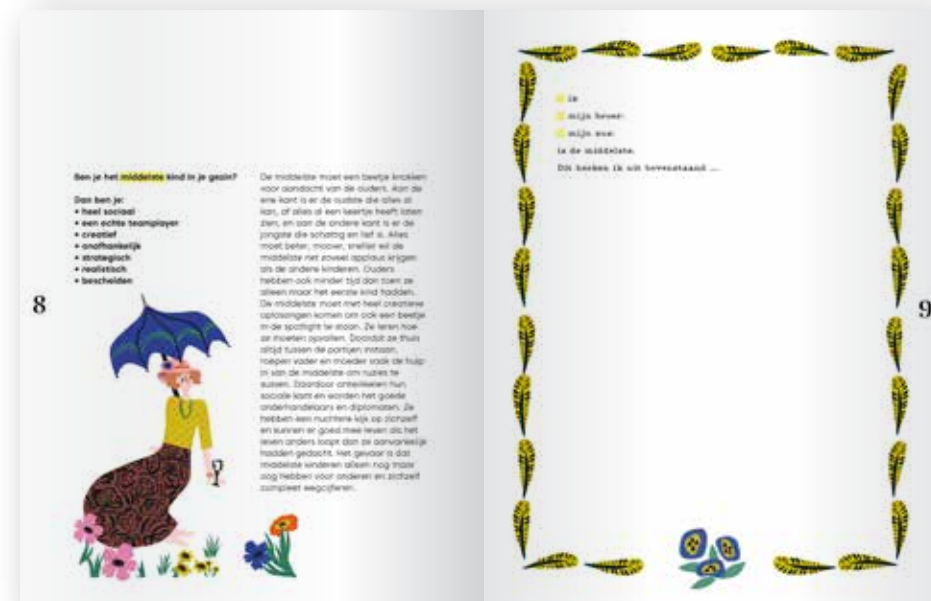 Ben je het middelste kind in je gezin?
Dan ben je:
• heel sociaal
• een echte teamplayer
• creatief
• onafhankelijk
• strategisch
• realistisch
• bescheiden
8
De middelste moet een beetje knokken
voor aandacht van de ouders. Aan de
ene kant is er de oudste die alles al
kan, of alles al een keertje heeft laten
zien, en aan de andere kant is er de
jongste die schattig en lief is. Alles
moet beter, mooier, sneller wil de
middelste net zoveel applaus krijgen
als de andere kinderen. Ouders
hebben ook minder tijd dan toen ze
alleen maar het eerste kind hadden.
De middelste moet met heel creatieve
oplossingen komen om ook een beetje
in de spotlight te staan. Ze leren hoe
ze moeten opvallen. Doordat ze thuis
altijd tussen de partijen instaan,
roepen vader en moeder vaak de hulp
in van de middelste om ruzies te
sussen. Daardoor ontwikkelen hun
sociale kant en worden het goede
onderhandelaars en diplomaten. Ze
hebben een nuchtere kijk op zichzelf
en kunnen er goed mee leven als het
leven anders loopt dan ze aanvankelijk
hadden gedacht. Het gevaar is dat
middelste kinderen alleen nog maar
oog hebben voor anderen en zichzelf
compleet wegcijferen.
ik
mijn broer:
mijn zus:
is de middelste.
Dit herken ik uit bovenstaand ...
9